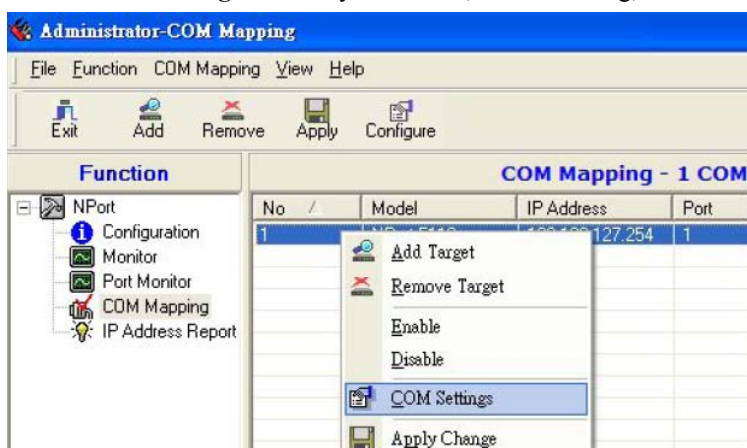 Administrator-COM Mapping
File Function COM Mapping View Help
Exit Add Remove Apply Configure
Function
COM Mapping - 1 COM
NPort
Configuration
Monitor
Port Monitor
COM Mapping
IP Address Report
No Model IP Address Port
1 127.254 1
Add Target
Remove Target
Enable
Disable
COM Settings
Apply Change